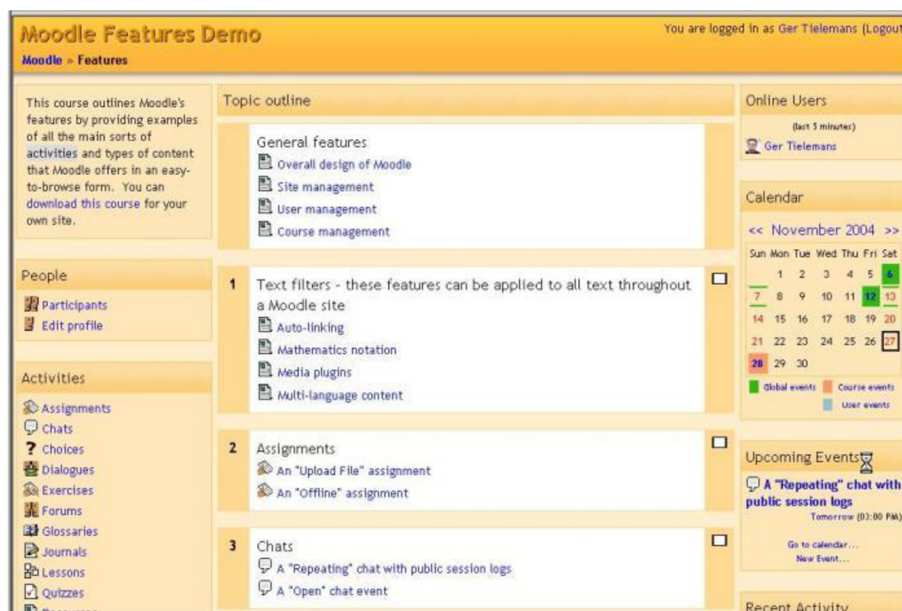 Moodle Features Demo
You are logged in as Ger Tielemans (Logout
Moodle » Features
This course outlines Moodle's
features by providing examples
of all the main sorts of
activities and types of content
that Moodle offers in an easy-
to-browse form. You can
download this course for your
own site.
People
Participants
Edit profile
Activities
Assignments
Chats
Choices
Dialogues
Exercises
Forums
Glossaries
Journals
Lessons
Quizzes
Topic outline
General features
Overall design of Moodle
Site management
User management
Course management
1 Text filters - these features can be applied to all text throughout
a Moodle site
Auto-linking
Mathematics notation
Media plugins
Multi-language content
2 Assignments
An "Upload File" assignment
An "Offline" assignment
3 Chats
A "Repeating" chat with public session logs
A "Open" chat event
Online Users
(last 5 minutes)
Ger Tielemans
Calendar
<< November 2004 >>
Sun Mon Tue Wed Thu Fri Sat
1 2 3 4 5 6
7 8 9 10 11 12 13
14 15 16 17 18 19 20
21 22 23 24 25 26 27
28 29 30
Global events Course events
User events
Upcoming Events
A "Repeating" chat with
public session logs
Tomorrow (03:00 PM)
Go to calendar...
New Event...
Recent Activity